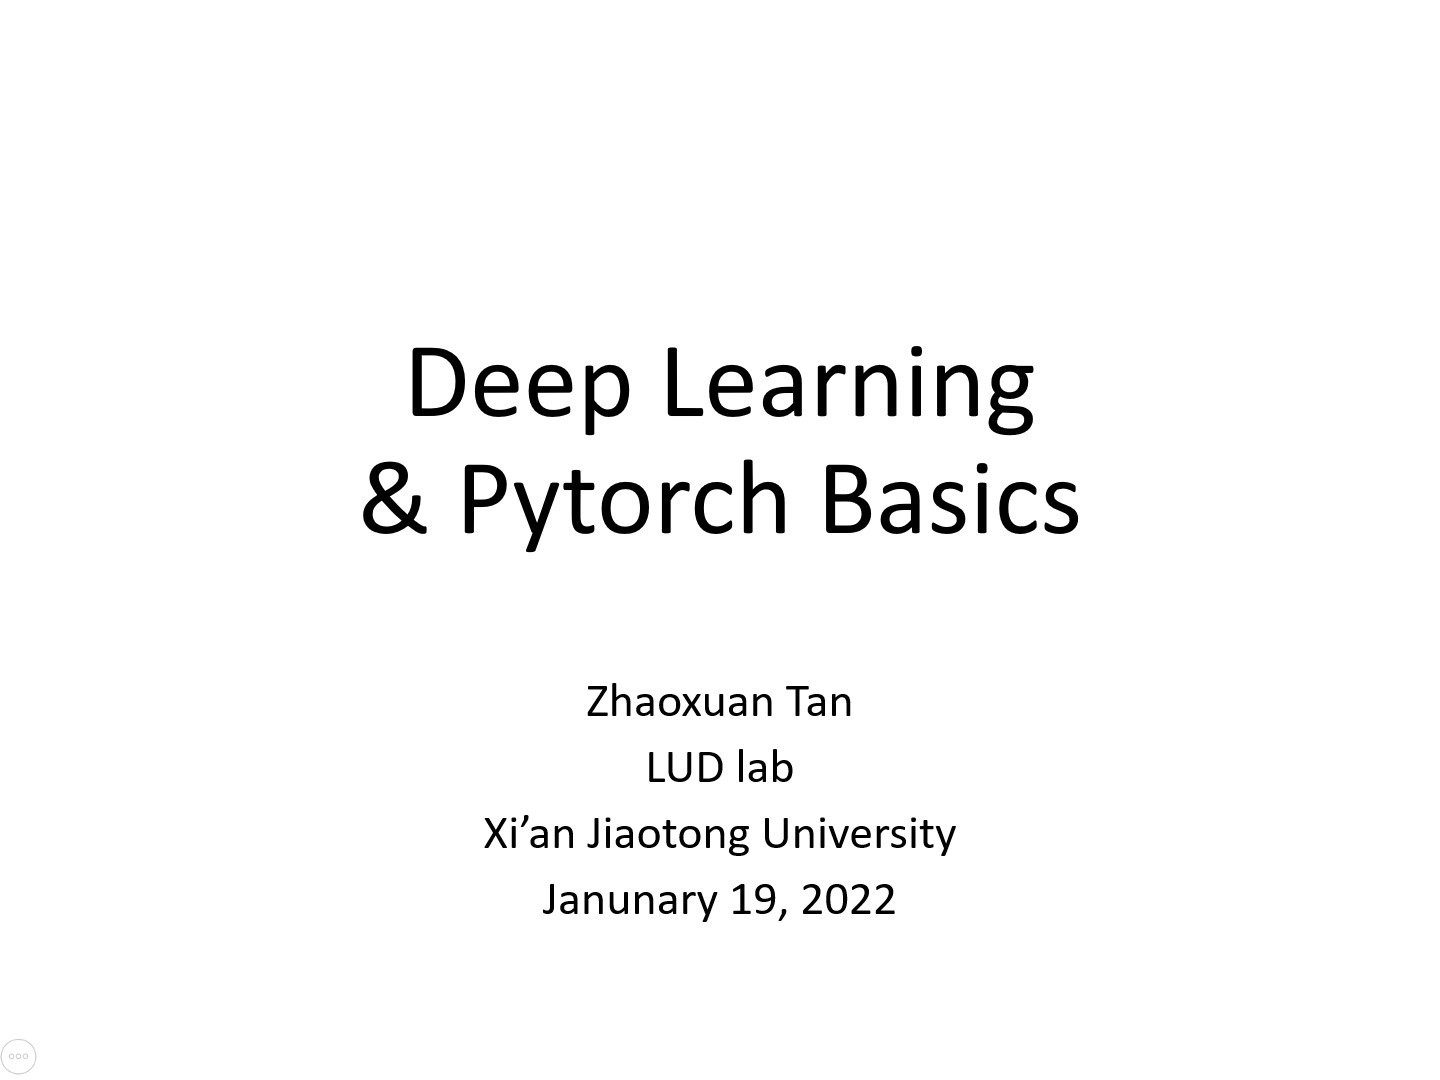 Deep Learning
& Pytorch Basics
Zhaoxuan Tan
LUD lab
Xi’an Jiaotong University
Janunary 19, 2022